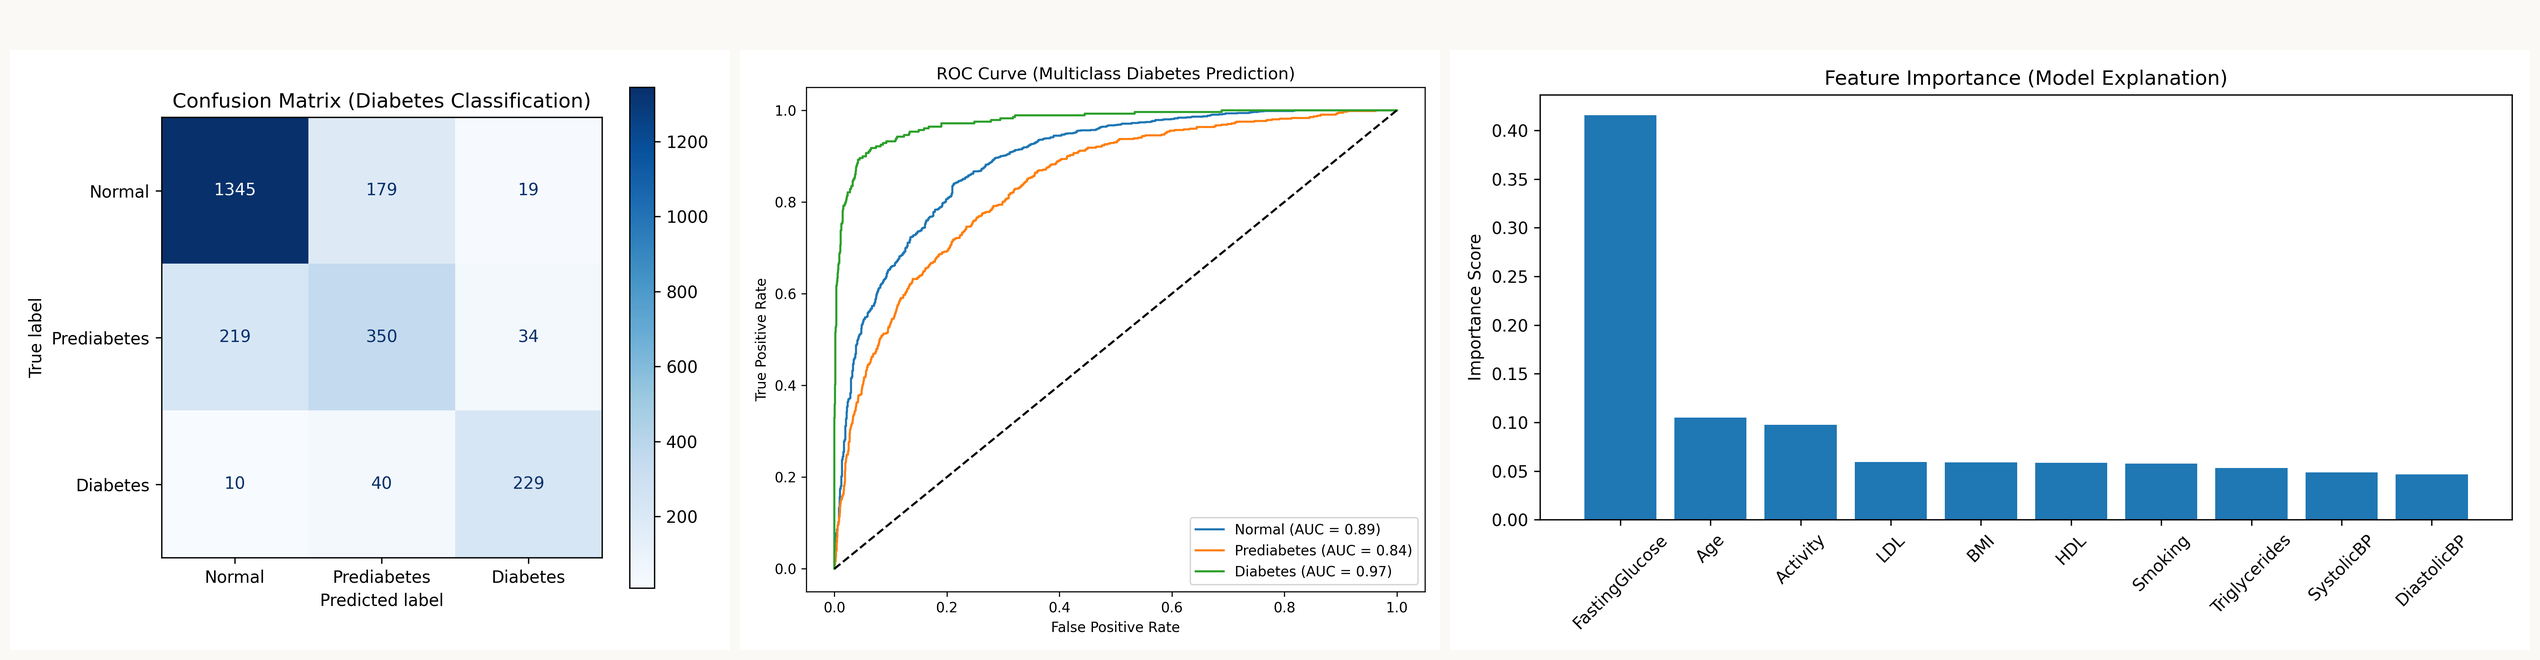 Confusion Matrix (Diabetes Classification)
True label
Normal
Prediabetes
Diabetes
1345 179 19
219 350 34
10 40 229
Normal Prediabetes Diabetes
Predicted label
1200
1000
800
600
400
200
ROC Curve (Multiclass Diabetes Prediction)
True Positive Rate
1.0
0.8
0.6
0.4
0.2
0.0
Normal (AUC = 0.89)
Prediabetes (AUC = 0.84)
Diabetes (AUC = 0.97)
0.0 0.2 0.4 0.6 0.8 1.0
False Positive Rate
Feature Importance (Model Explanation)
Importance Score
0.40
0.35
0.30
0.25
0.20
0.15
0.10
0.05
0.00
FastingGlucose
Age
Activity
LDL
BMI
HDL
Smoking
Triglycerides
SystolicBP
DiastolicBP